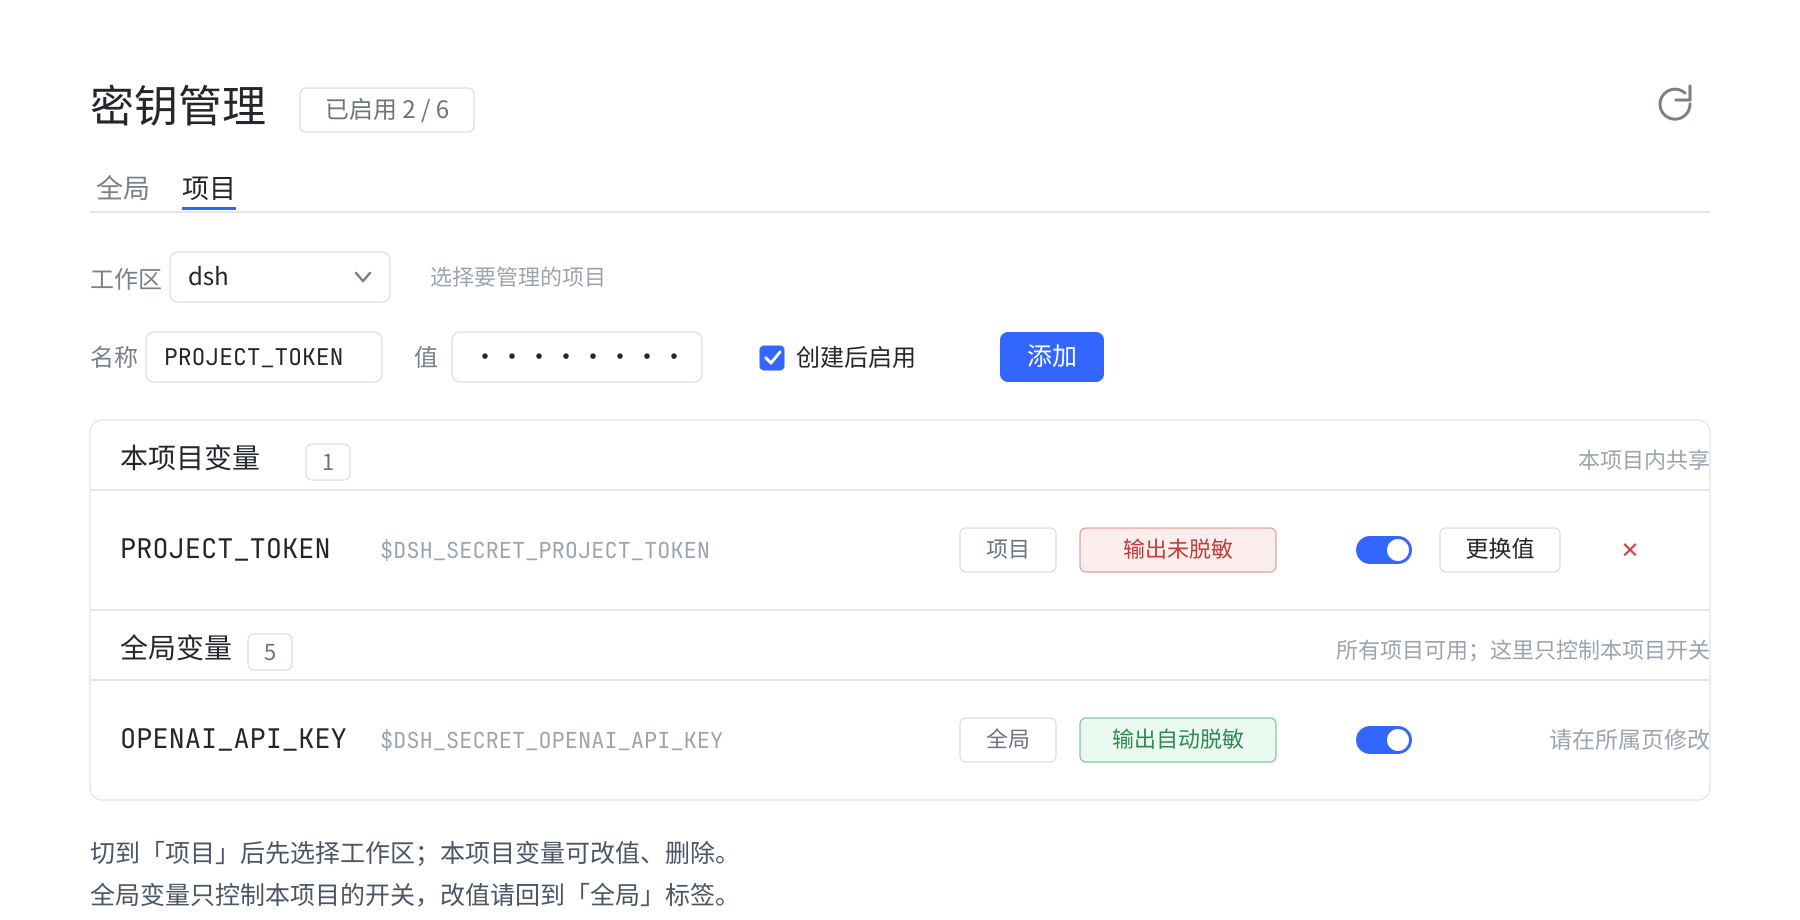 密钥管理 已启用 2 / 6
全局 项目
工作区 dsh 选择要管理的项目
名称 PROJECT_TOKEN 值 • • • • • • • • 创建后启用 添加
本项目变量 1 本项目内共享
PROJECT_TOKEN $DSH_SECRET_PROJECT_TOKEN 项目 输出未脱敏 更换值 ×
全局变量 5 所有项目可用；这里只控制本项目开关
OPENAI_API_KEY $DSH_SECRET_OPENAI_API_KEY 全局 输出自动脱敏 请在所属页修改
切到「项目」后先选择工作区；本项目变量可改值、删除。
全局变量只控制本项目的开关，改值请回到「全局」标签。